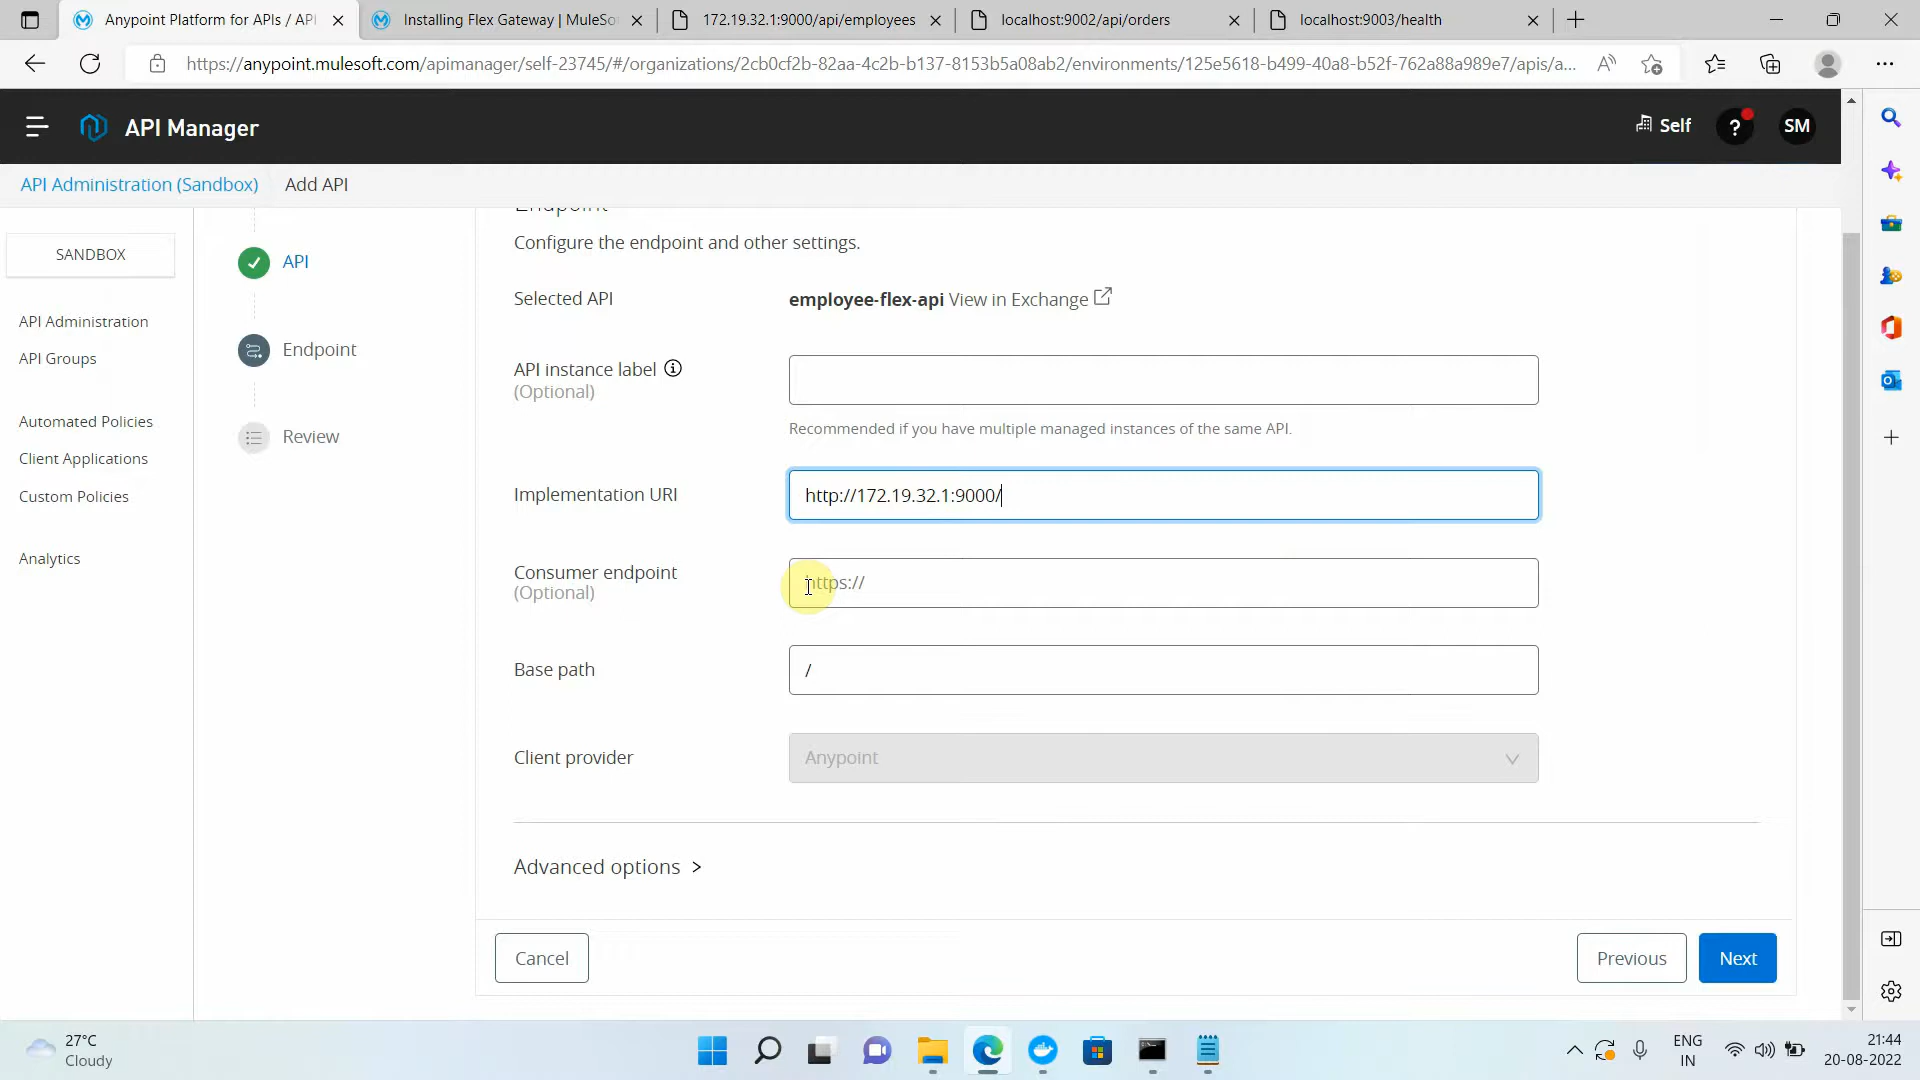 Anypoint Platform for APIs / API
Installing Flex Gateway | MuleSo
172.19.32.1:9000/api/employees
localhost:9002/api/orders
localhost:9003/health
https://anypoint.mulesoft.com/apimanager/self-23745/#/organizations/2cb0cf2b-82aa-4c2b-b137-8153b5a08ab2/environments/125e5618-b499-40a8-b52f-762a88a989e7/apis/a...
API Manager
Self
?
SM
API Administration (Sandbox)
Add API
SANDBOX
API Administration
API Groups
Automated Policies
Client Applications
Custom Policies
Analytics
API
Endpoint
Review
Endpoint
Configure the endpoint and other settings.
Selected API
employee-flex-api View in Exchange
API instance label
(Optional)
Recommended if you have multiple managed instances of the same API.
Implementation URI
http://172.19.32.1:9000/
Consumer endpoint
(Optional)
https://
Base path
/
Client provider
Anypoint
Advanced options >
Cancel
Previous
Next
27°C
Cloudy
ENG
IN
21:44
20-08-2022